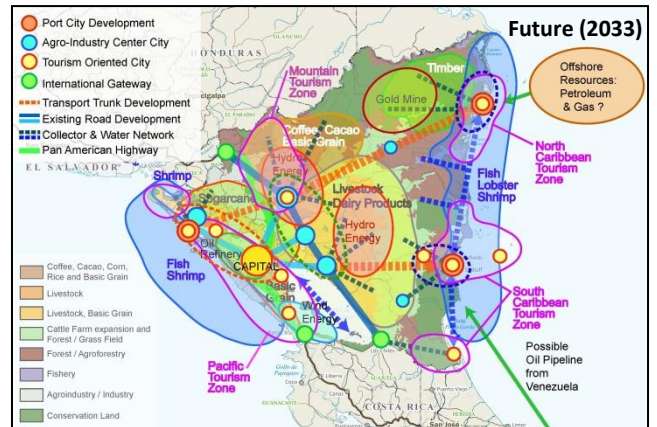 Future (2033)
Port City Development
Agro-Industry Center City
Tourism Oriented City
International Gateway
Transport Trunk Development
Existing Road Development
Collector & Water Network
Pan American Highway
HONDURAS
EL SALVADOR
Mountain
Tourism
Zone
Timber
Gold Mine
Offshore
Resources:
Petroleum
& Gas ?
Coffee, Cacao
Basic Grain
Hydro
Energy
North
Caribbean
Tourism
Zone
Shrimp
Sugarcane
Livestock
Dairy Products
Fish
Lobster
Shrimp
Hydro
Energy
Oil
Refinery
CAPITAL
Fish
Shrimp
Basic
Grain
Wind
Energy
South
Caribbean
Tourism
Zone
Pacific
Tourism
Zone
Possible
Oil Pipeline
from
Venezuela
COSTA RICA
Coffee, Cacao, Corn,
Rice and Basic Grain
Livestock
Livestock, Basic Grain
Cattle Farm expansion and
Forest / Grass Field
Forest / Agroforestry
Fishery
Agroindustry / Industry
Conservation Land